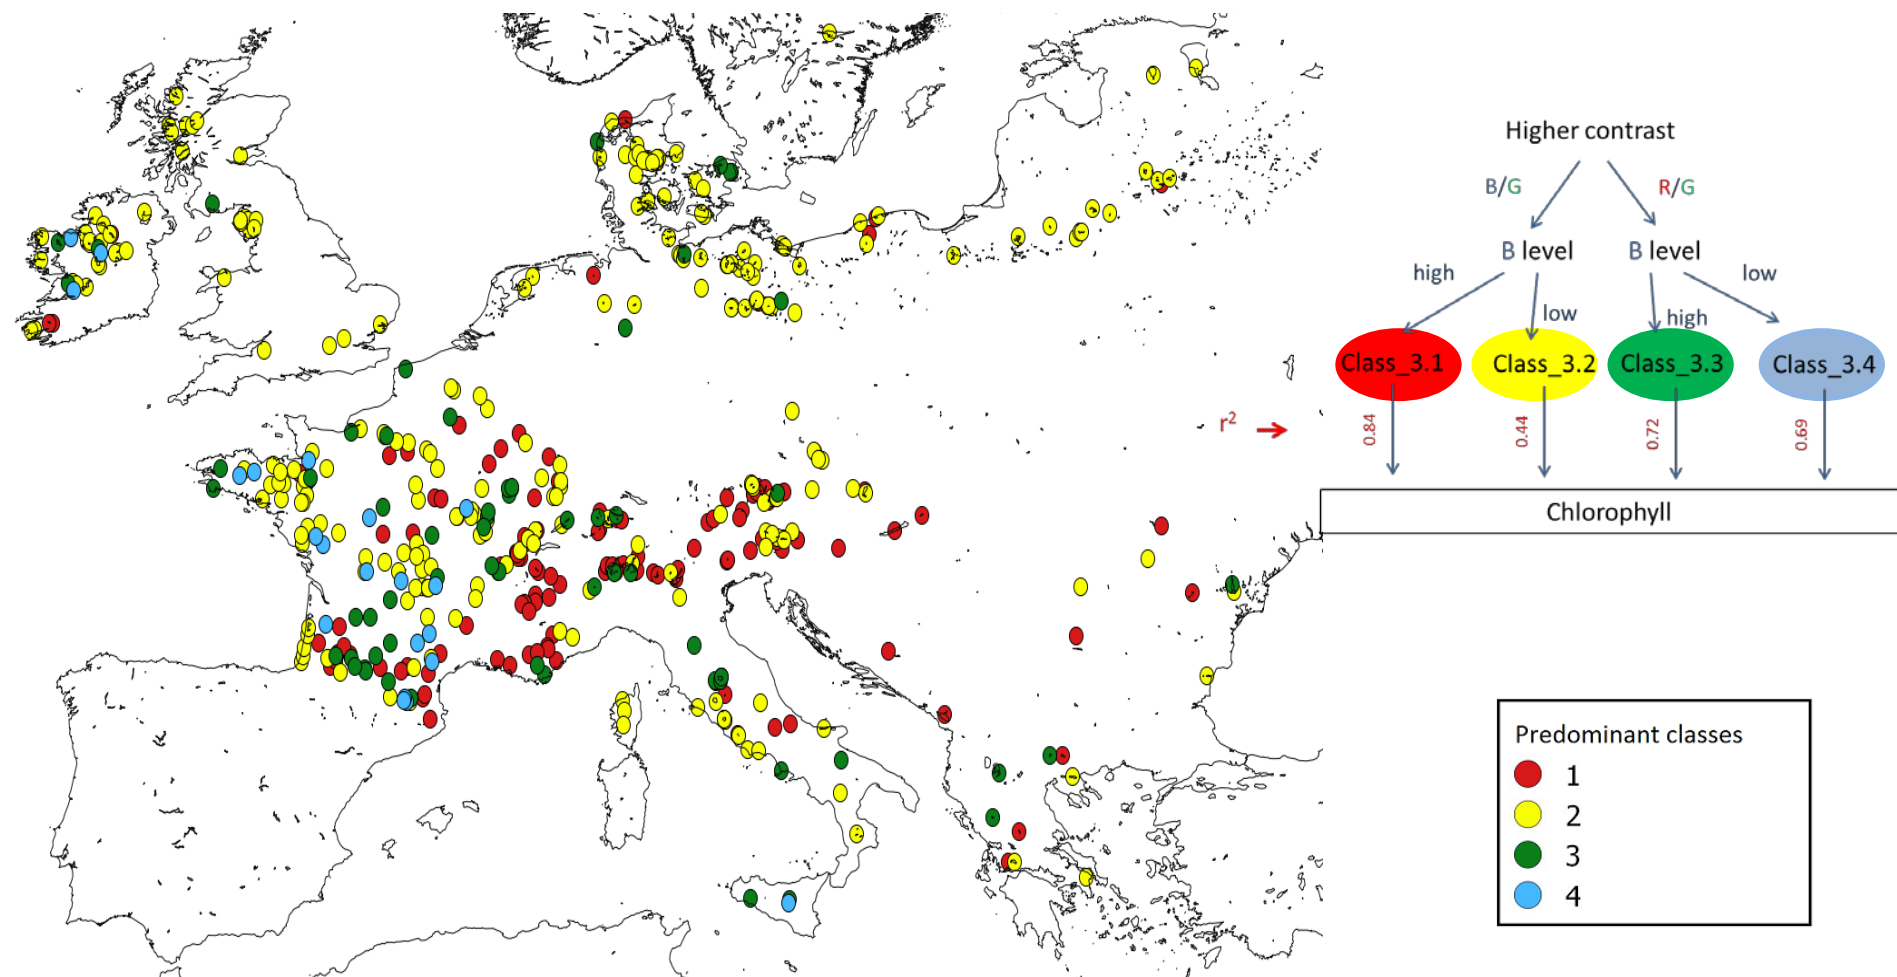 Higher contrast
B/G
R/G
B level
B level
high
low
high
low
Class_3.1
Class_3.2
Class_3.3
Class_3.4
r²
0.84
0.44
0.72
0.69
Chlorophyll
Predominant classes
1
2
3
4